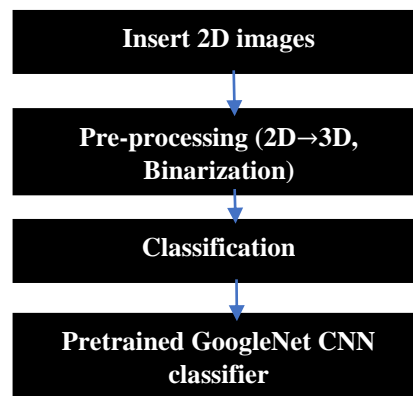 Insert 2D images
Pre-processing (2D→3D,
Binarization)
Classification
Pretrained GoogleNet CNN
classifier